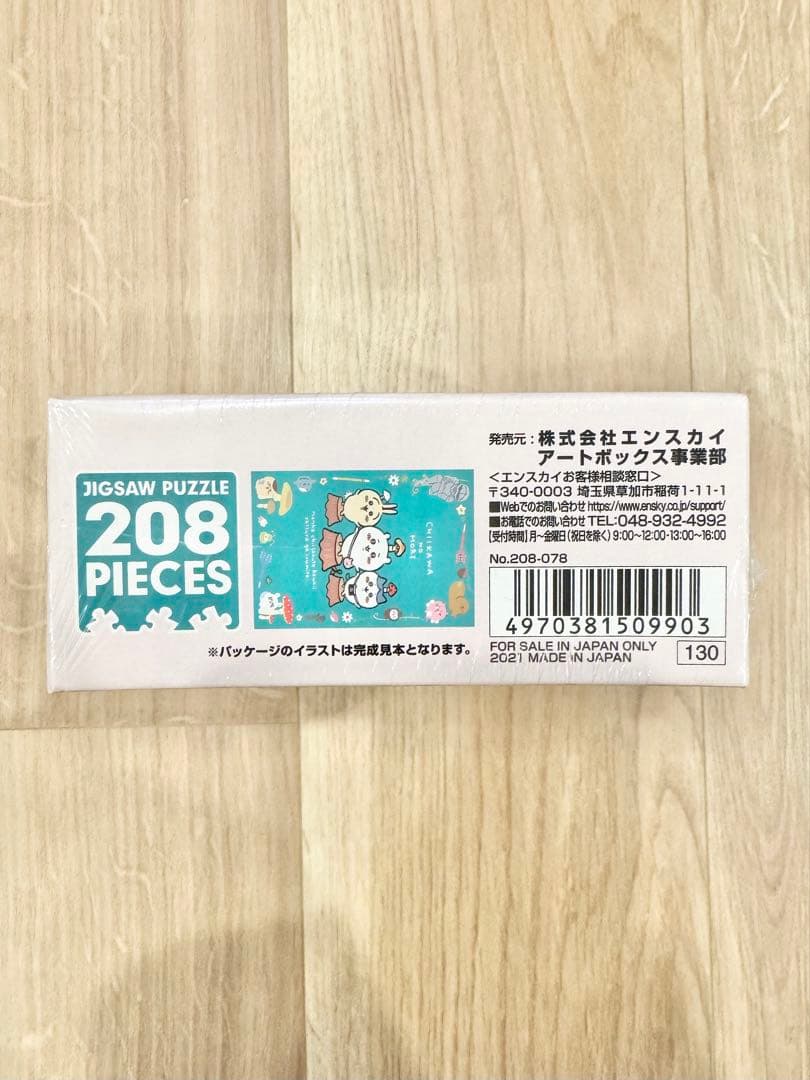 JIGSAW PUZZLE
208
PIECES
CHIIKAWA
NO
MORI
※パッケージのイラストは完成見本となります。
発売元：株式会社エンスカイ
アートボックス事業部
＜エンスカイお客様相談窓口＞
〒340-0003 埼玉県草加市稲荷1-11-1
■Webでのお問い合わせ https://www.ensky.co.jp/support/
■お電話でのお問い合わせ TEL:048-932-4992
【受付時間】月〜金曜日（祝日を除く）9:00〜12:00・13:00〜16:00
No.208-078
4970381509903
FOR SALE IN JAPAN ONLY
2021 MADE IN JAPAN
130